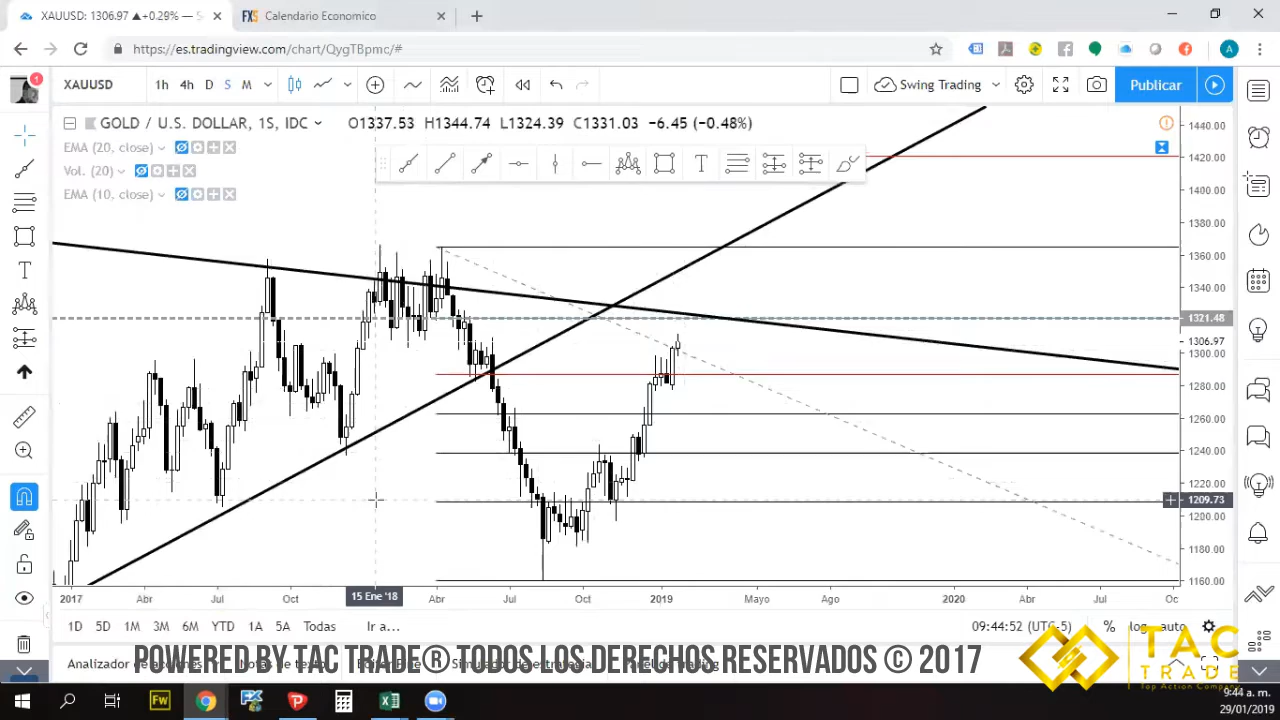 XAUUSD: 1306.97 ▲+0.29% —
Calendario Economico
https://es.tradingview.com/chart/QygTBpmc/#
A
1
XAUUSD 1h 4h D S M Swing Trading Publicar
GOLD / U.S. DOLLAR, 1S, IDC O1337.53 H1344.74 L1324.39 C1331.03 −6.45 (−0.48%)
EMA (20, close)
Vol. (20)
EMA (10, close)
1440.00
1420.00
1400.00
1380.00
1360.00
1340.00
1321.48
1306.97
1300.00
1280.00
1260.00
1240.00
1220.00
1209.73
1200.00
1180.00
1160.00
2017 Abr Jul Oct 15 Ene '18 Abr Jul Oct 2019 Mayo Ago 2020 Abr Jul Oc
1D 5D 1M 3M 6M YTD 1A 5A Todas Ir a... 09:44:52 (UTC-5) % log auto
POWERED BY TAC TRADE® TODOS LOS DERECHOS RESERVADOS © 2017
TAC
TRADE
Top Action Company
Fw
9:44 a. m.
29/01/2019